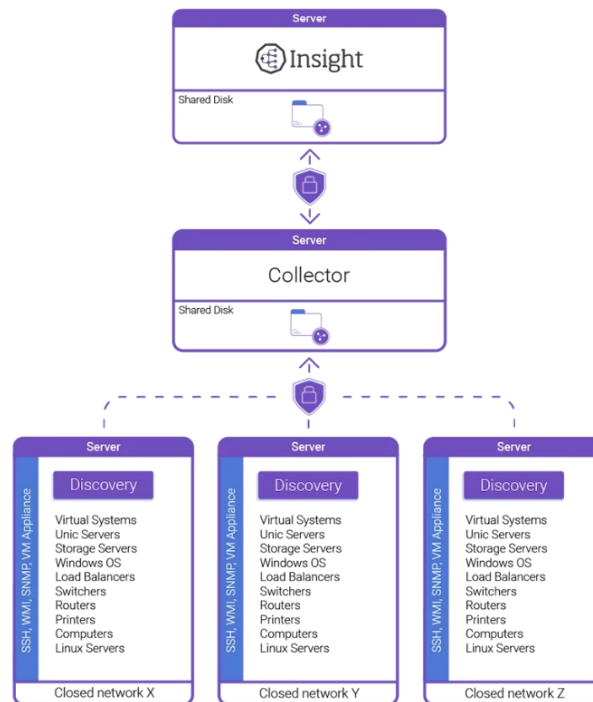 Server
Insight
Shared Disk
Server
Collector
Shared Disk
Server
SSH, WMI, SNMP, VM Appliance
Discovery
Virtual Systems
Unic Servers
Storage Servers
Windows OS
Load Balancers
Switchers
Routers
Printers
Computers
Linux Servers
Closed network X
Server
SSH, WMI, SNMP, VM Appliance
Discovery
Virtual Systems
Unic Servers
Storage Servers
Windows OS
Load Balancers
Switchers
Routers
Printers
Computers
Linux Servers
Closed network Y
Server
SSH, WMI, SNMP, VM Appliance
Discovery
Virtual Systems
Unic Servers
Storage Servers
Windows OS
Load Balancers
Switchers
Routers
Printers
Computers
Linux Servers
Closed network Z